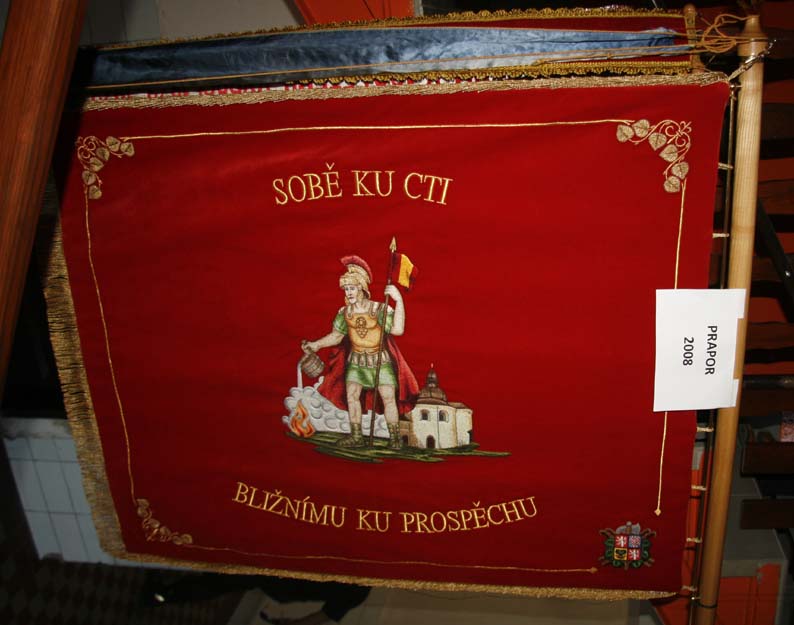 SOBĚ KU CTI
BLIŽNÍMU KU PROSPĚCHU
PRAPOR
2008